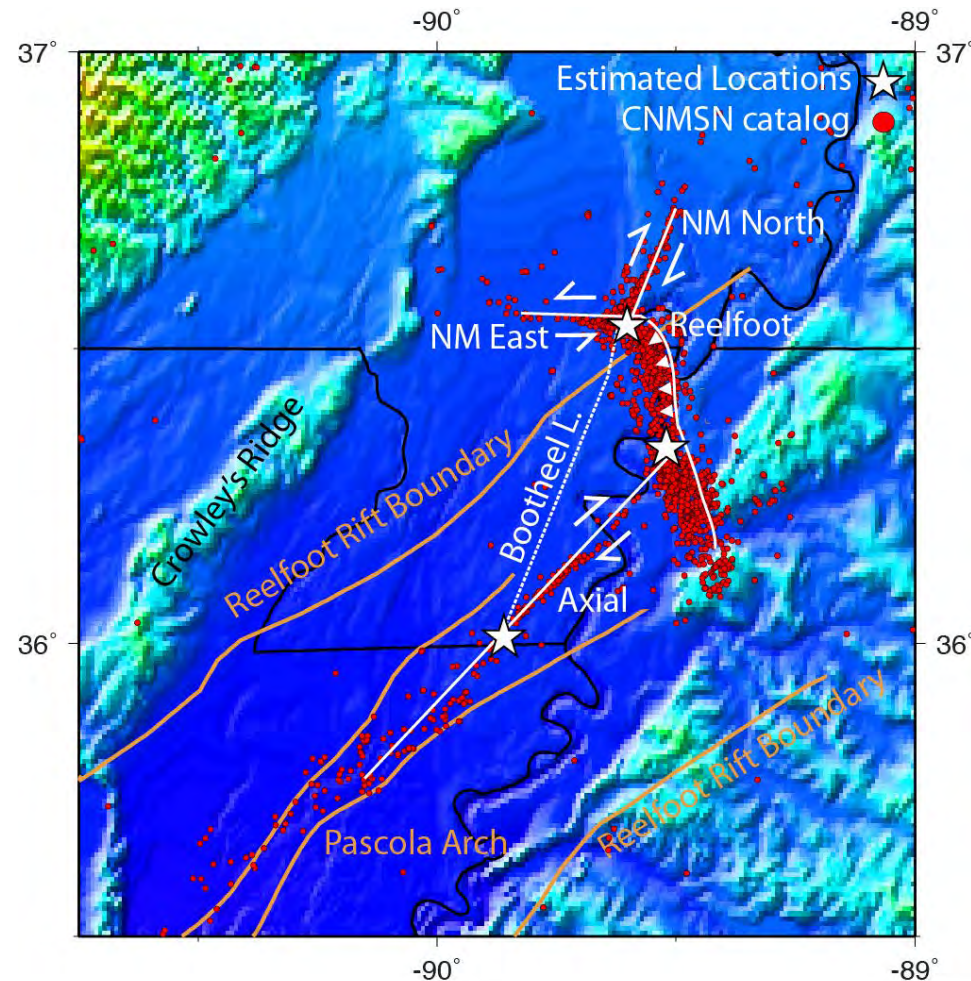 -90°
-89°
37°
37°
Estimated Locations
CNMSN catalog
NM North
NM East
Reelfoot
Bootheel L.
Crowley's Ridge
Reelfoot Rift Boundary
Axial
36°
36°
Reelfoot Rift Boundary
Pascola Arch
-90°
-89°